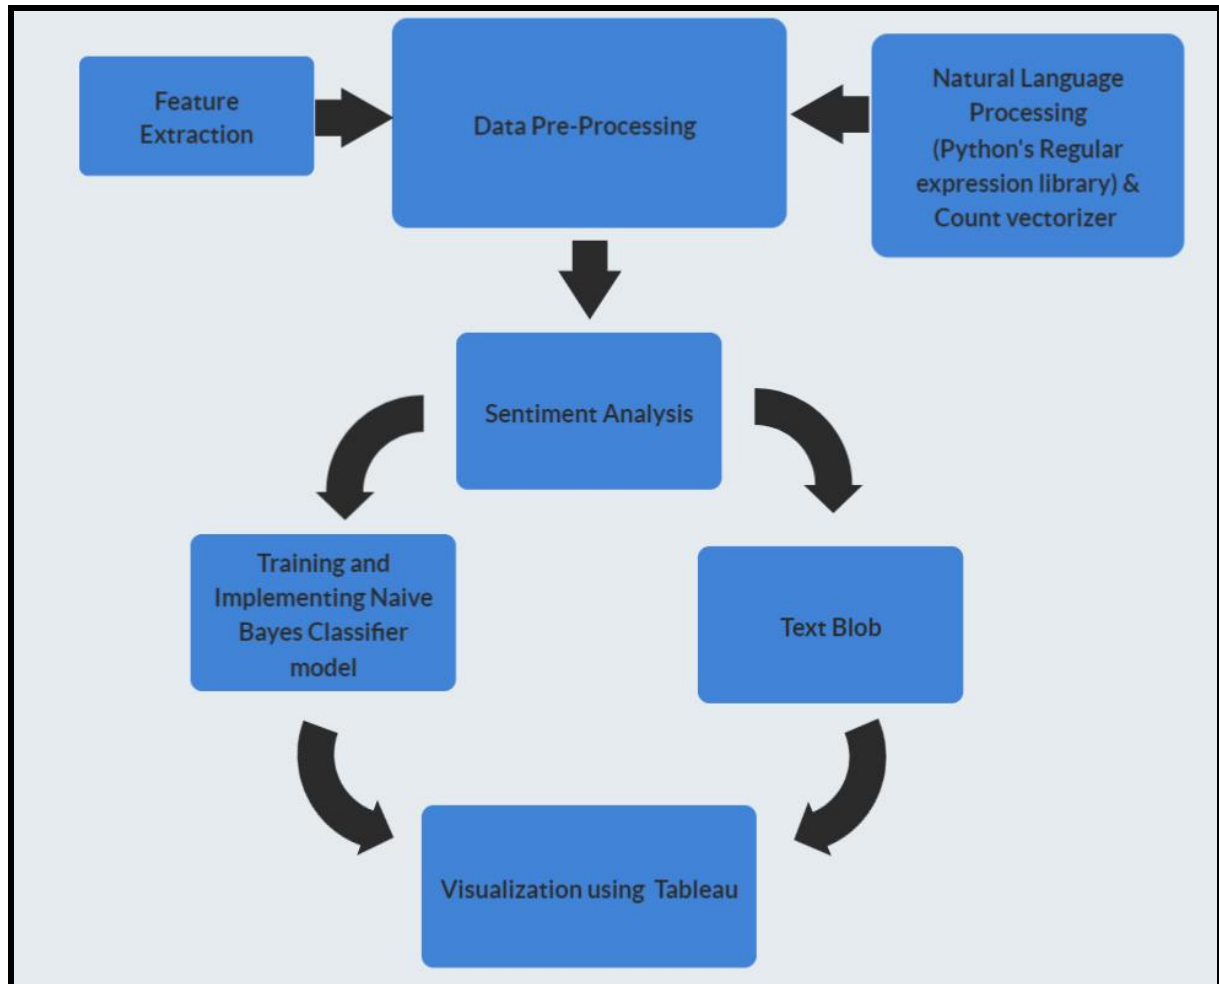 Feature
Extraction
Data Pre-Processing
Natural Language
Processing
(Python's Regular
expression library) &
Count vectorizer
Sentiment Analysis
Training and
Implementing Naive
Bayes Classifier
model
Text Blob
Visualization using Tableau